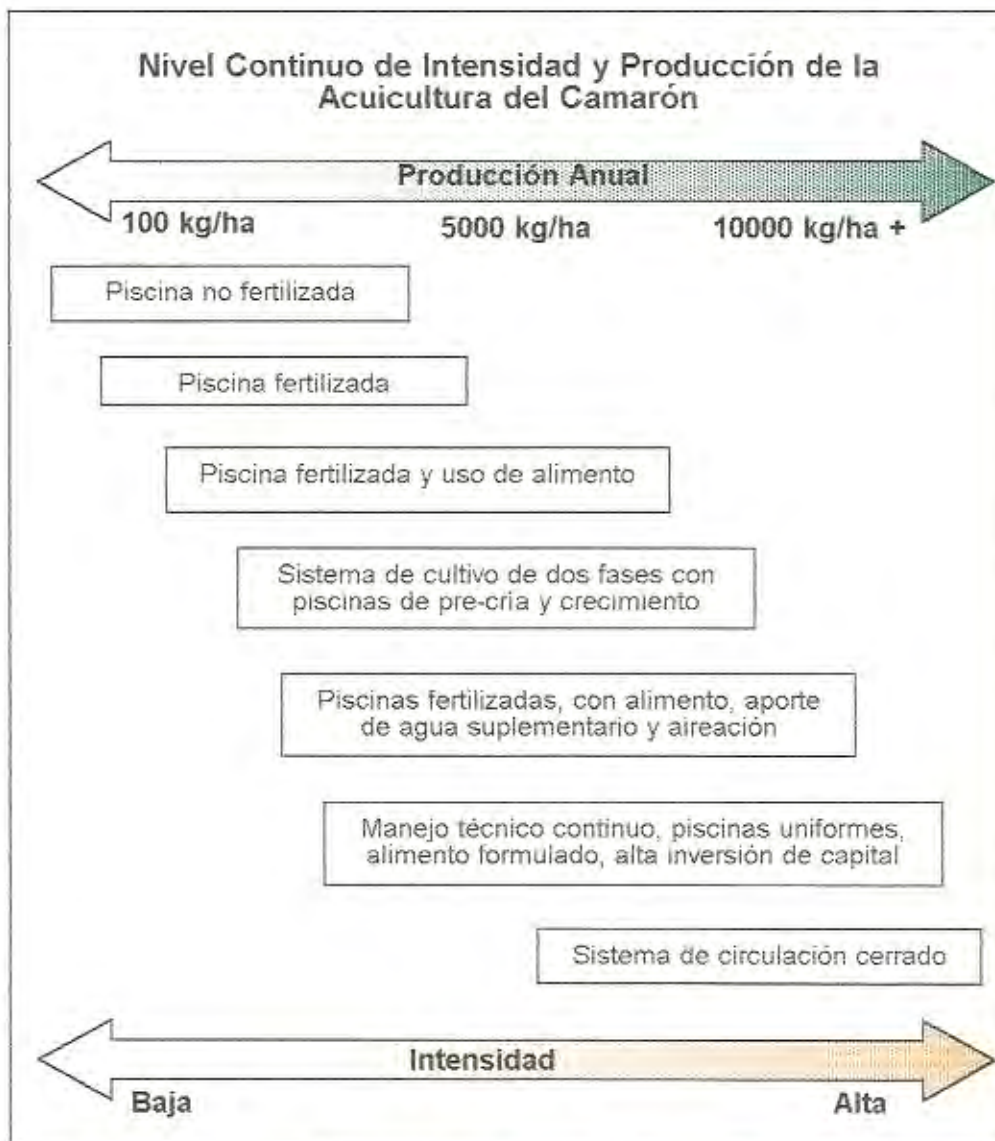 Nivel Continuo de Intensidad y Producción de la
Acuicultura del Camarón
Producción Anual
100 kg/ha
5000 kg/ha
10000 kg/ha +
Piscina no fertilizada
Piscina fertilizada
Piscina fertilizada y uso de alimento
Sistema de cultivo de dos fases con
piscinas de pre-cria y crecimiento
Piscinas fertilizadas, con alimento, aporte
de agua suplementario y aireación
Manejo técnico continuo, piscinas uniformes,
alimento formulado, alta inversión de capital
Sistema de circulación cerrado
Intensidad
Baja
Alta